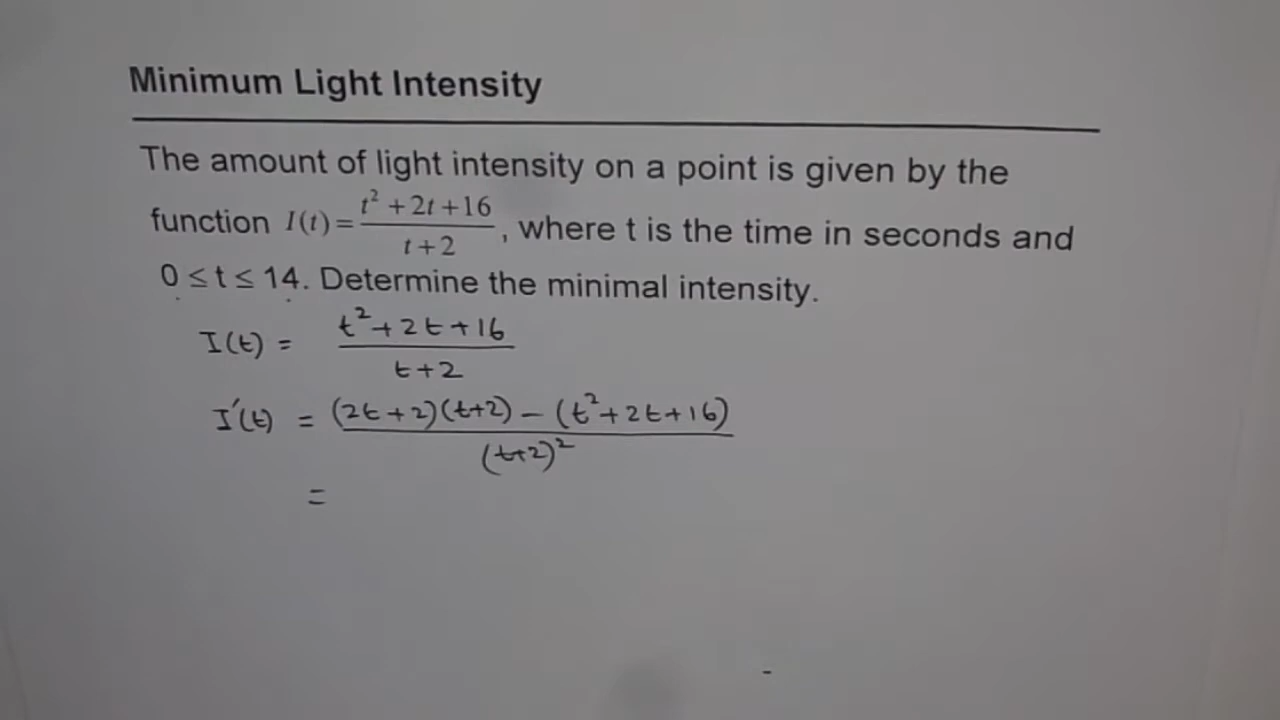 Minimum Light Intensity
The amount of light intensity on a point is given by the
function I(t) = (t² + 2t + 16)/(t + 2), where t is the time in seconds and
0 ≤ t ≤ 14. Determine the minimal intensity.
I(t) = (t² + 2t + 16)/(t + 2)
I′(t) = ((2t + 2)(t + 2) − (t² + 2t + 16))/(t + 2)²
=